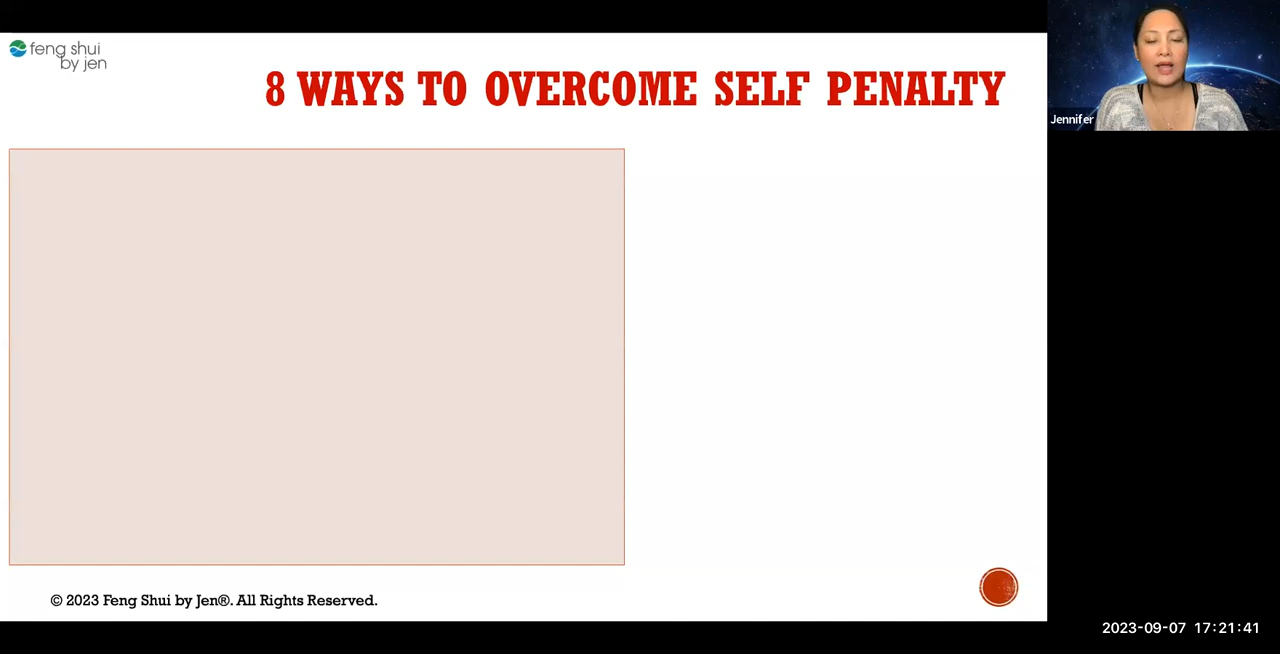 feng shui
by jen
8 WAYS TO OVERCOME SELF PENALTY
Jennifer
© 2023 Feng Shui by Jen®. All Rights Reserved.
2023-09-07 17:21:41